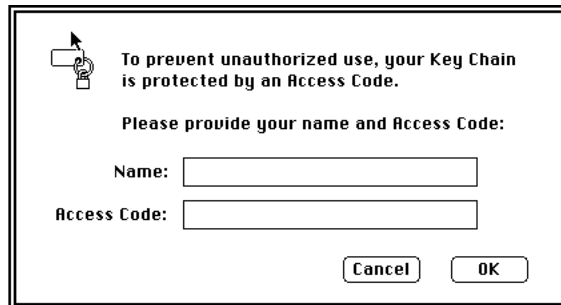 To prevent unauthorized use, your Key Chain
is protected by an Access Code.
Please provide your name and Access Code:
Name:
Access Code:
Cancel OK